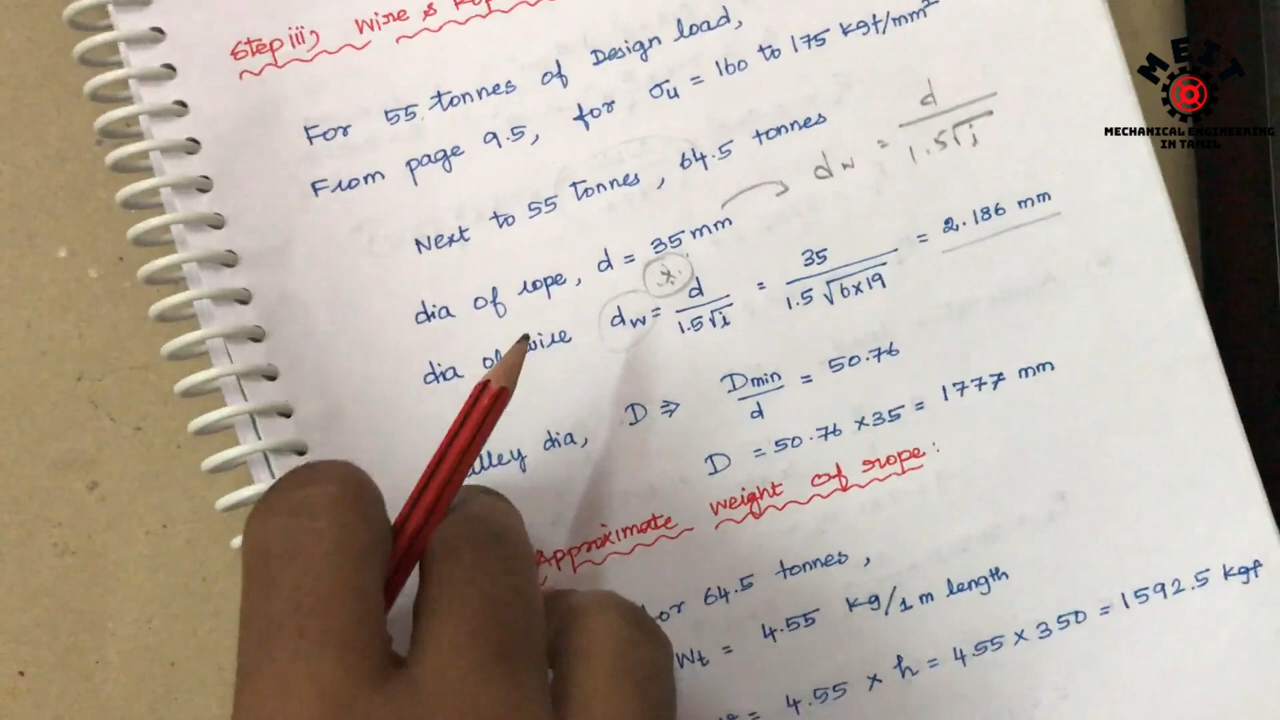 Step iii) Wire &
For 55 tonnes of Design load,
From page 9.5, for σu = 160 to 175 kgf/mm²
Next to 55 tonnes, 64.5 tonnes
dw = d / 1.5√i
dia of rope, d = 35 mm
dia of wire dw = d / 1.5√i = 35 / 1.5 √6×19 = 2.186 mm
dia, D ⇒ Dmin / d = 50.76
D = 50.76 × 35 = 1777 mm
Approximate weight of rope:
64.5 tonnes,
Wt = 4.55 kg/1m length
= 4.55 × h = 4.55 × 350 = 1592.5 kgf
MEIT
MECHANICAL ENGINEERING
IN TAMIL